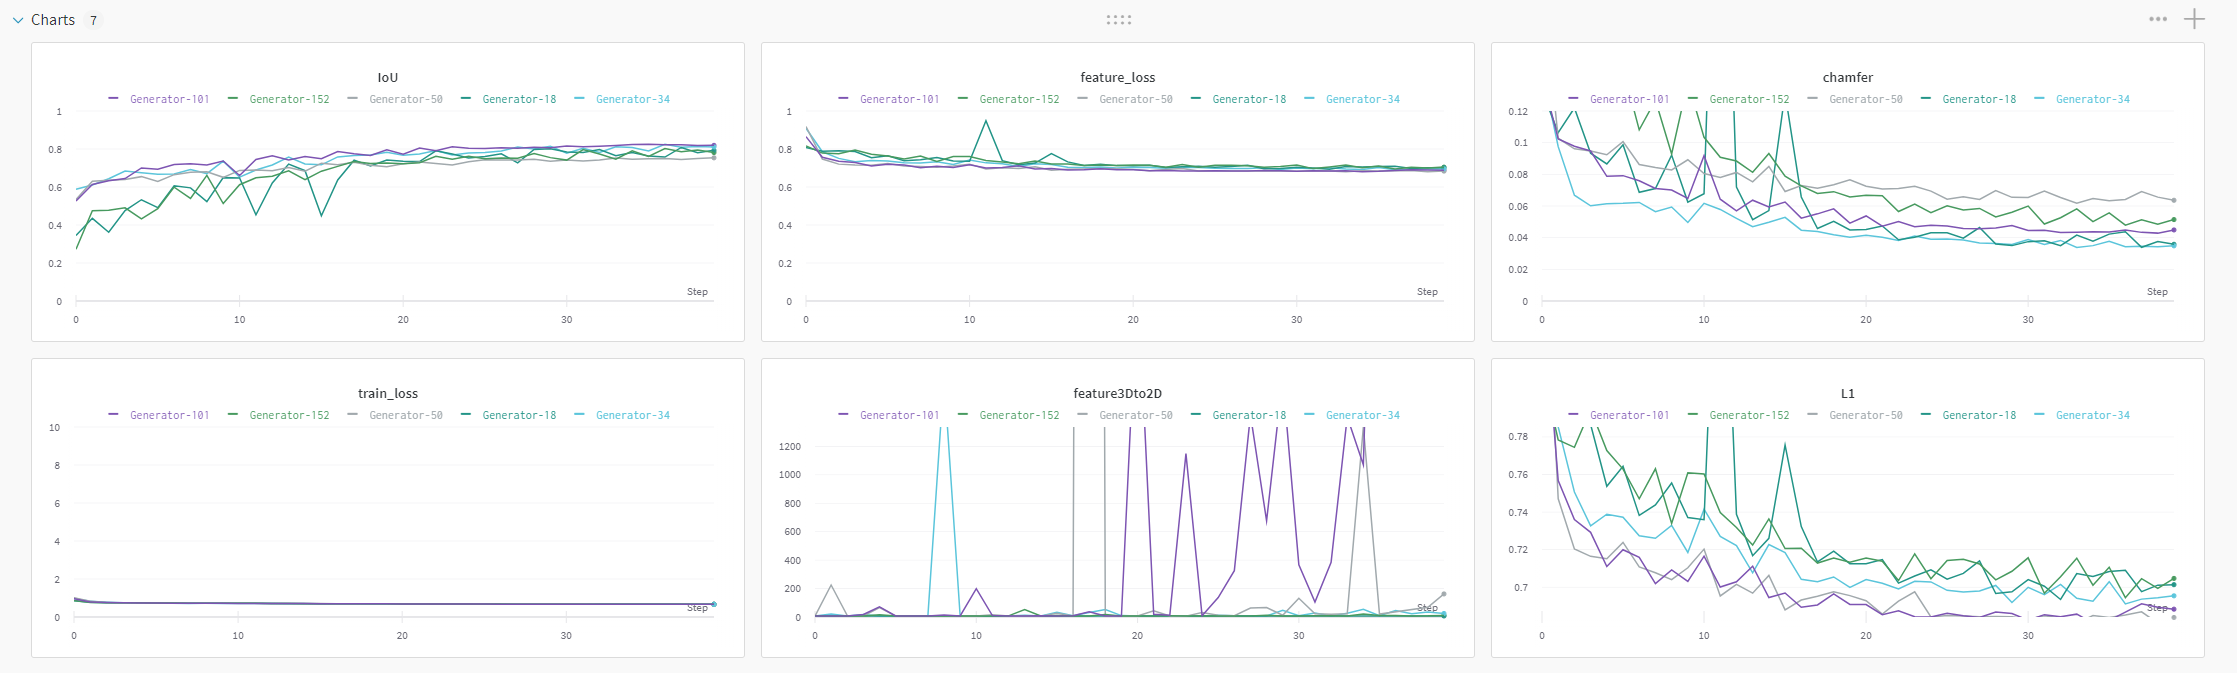 Charts 7
IoU
Generator-101 Generator-152 Generator-50 Generator-18 Generator-34
1
0.8
0.6
0.4
0.2
0
Step
0 10 20 30
feature_loss
Generator-101 Generator-152 Generator-50 Generator-18 Generator-34
1
0.8
0.6
0.4
0.2
0
Step
0 10 20 30
chamfer
Generator-101 Generator-152 Generator-50 Generator-18 Generator-34
0.12
0.1
0.08
0.06
0.04
0.02
0
Step
0 10 20 30
train_loss
Generator-101 Generator-152 Generator-50 Generator-18 Generator-34
10
8
6
4
2
Step
0
0 10 20 30
feature3Dto2D
Generator-101 Generator-152 Generator-50 Generator-18 Generator-34
1200
1000
800
600
400
200
Step
0
0 10 20 30
L1
Generator-101 Generator-152 Generator-50 Generator-18 Generator-34
0.78
0.76
0.74
0.72
0.7
Step
0 10 20 30